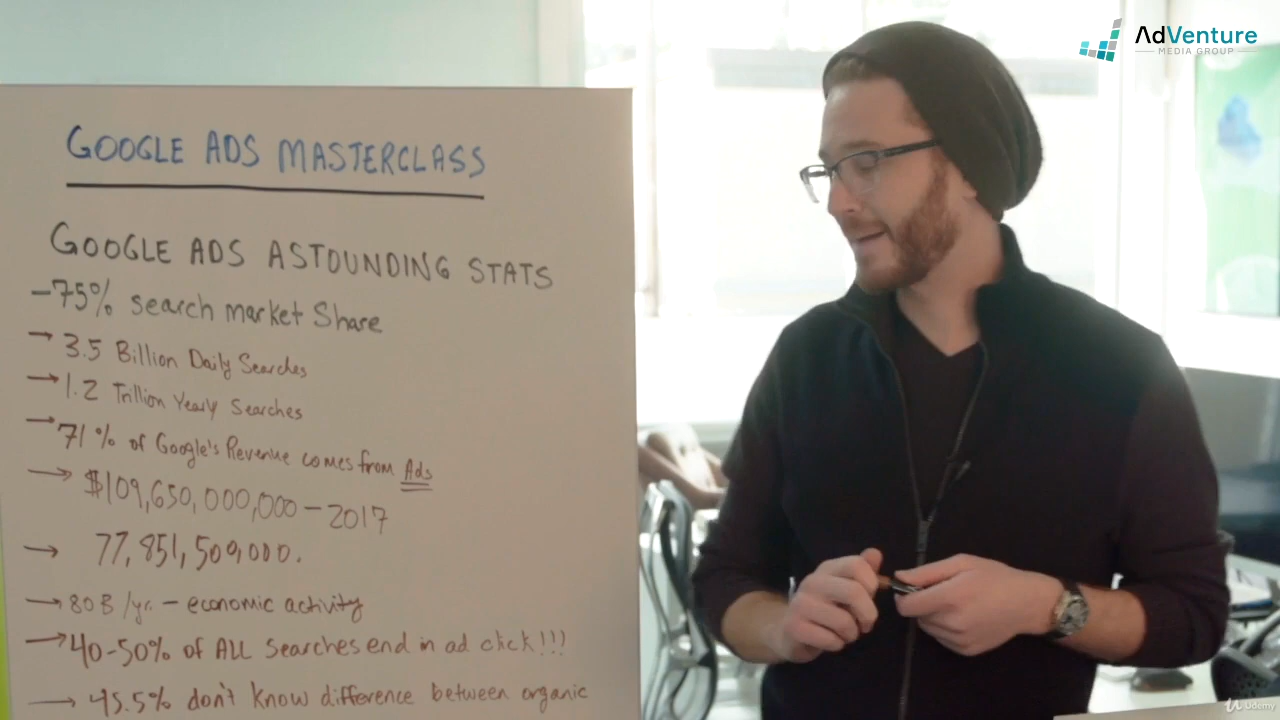 AdVenture
MEDIA GROUP
GOOGLE ADS MASTERCLASS
GOOGLE ADS ASTOUNDING STATS
-75% search market Share
→ 3.5 Billion Daily Searches
→ 1.2 Trillion Yearly Searches
→ 71% of Google's Revenue comes from Ads
→ $109,650,000,000 - 2017
→ 77,851,500,000.
→ 80B/yr. - economic activity
→ 40-50% of ALL searches end in ad click!!!
→ 45.5% don't know difference between organic
Udemy